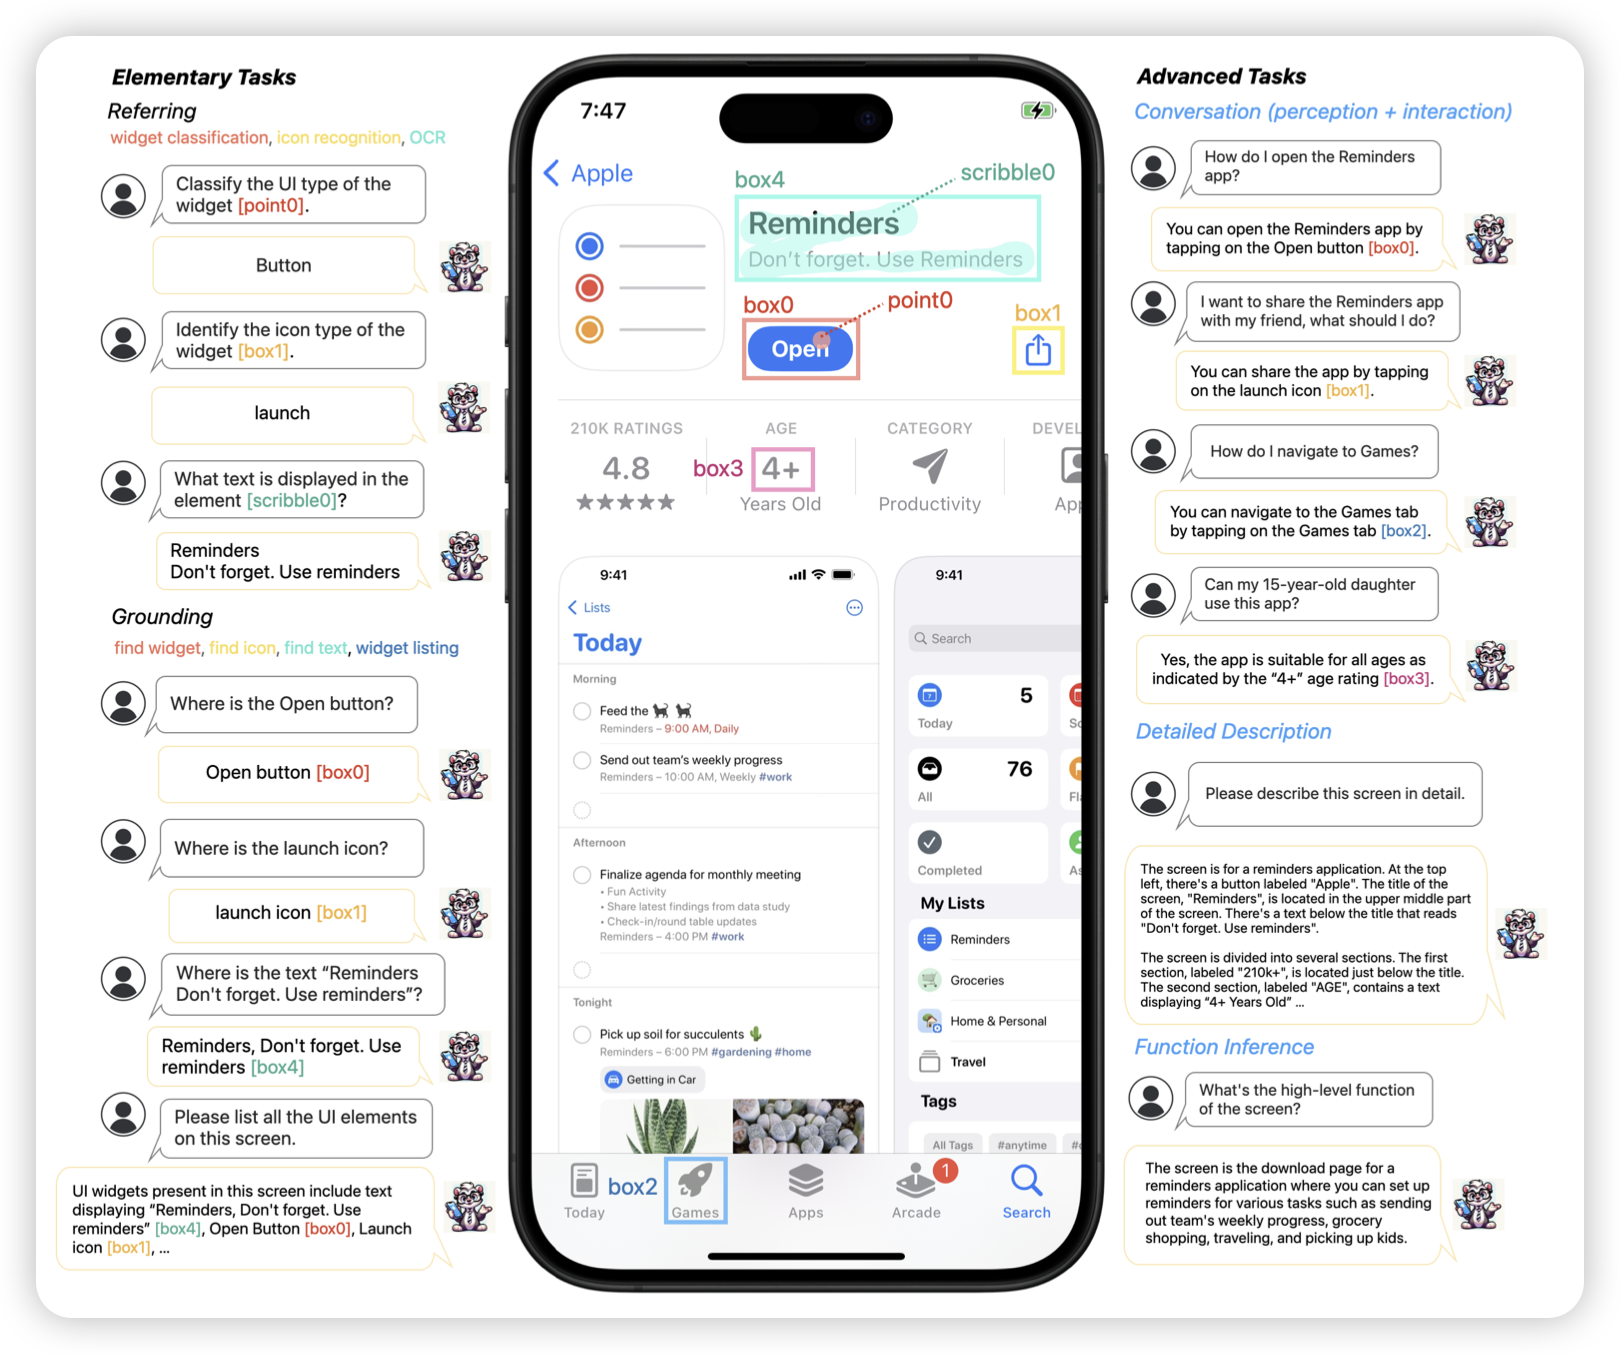 Elementary Tasks
Referring
widget classification, icon recognition, OCR
Classify the UI type of the
widget [point0].
Button
Identify the icon type of the
widget [box1].
launch
What text is displayed in the
element [scribble0]?
Reminders
Don't forget. Use reminders
Grounding
find widget, find icon, find text, widget listing
Where is the Open button?
Open button [box0]
Where is the launch icon?
launch icon [box1]
Where is the text “Reminders
Don't forget. Use reminders”?
Reminders, Don't forget. Use
reminders [box4]
Please list all the UI elements
on this screen.
UI widgets present in this screen include text
displaying “Reminders, Don't forget. Use
reminders” [box4], Open Button [box0], Launch
icon [box1], ...
7:47
Apple
box4
scribble0
Reminders
Don't forget. Use Reminders
box0
point0
box1
Open
210K RATINGS
4.8
★★★★★
AGE
box3
4+
Years Old
CATEGORY
Productivity
DEVEL
App
9:41
Lists
Today
Morning
Feed the
Reminders – 9:00 AM, Daily
Send out team's weekly progress
Reminders – 10:00 AM, Weekly #work
Afternoon
Finalize agenda for monthly meeting
• Fun Activity
• Share latest findings from data study
• Check-in/round table updates
Reminders – 4:00 PM #work
Tonight
Pick up soil for succulents
Reminders – 6:00 PM #gardening #home
Getting in Car
9:41
Search
5
Today
Sc
76
All
Fla
Completed
As
My Lists
Reminders
Groceries
Home & Personal
Travel
Tags
All Tags
#anytime
Today
box2
Games
Apps
1
Arcade
Search
Advanced Tasks
Conversation (perception + interaction)
How do I open the Reminders
app?
You can open the Reminders app by
tapping on the Open button [box0].
I want to share the Reminders app
with my friend, what should I do?
You can share the app by tapping
on the launch icon [box1].
How do I navigate to Games?
You can navigate to the Games tab
by tapping on the Games tab [box2].
Can my 15-year-old daughter
use this app?
Yes, the app is suitable for all ages as
indicated by the “4+” age rating [box3].
Detailed Description
Please describe this screen in detail.
The screen is for a reminders application. At the top
left, there's a button labeled "Apple". The title of the
screen, "Reminders", is located in the upper middle part
of the screen. There's a text below the title that reads
"Don't forget. Use reminders".
The screen is divided into several sections. The first
section, labeled "210k+", is located just below the title.
The second section, labeled "AGE", contains a text
displaying “4+ Years Old” ...
Function Inference
What's the high-level function
of the screen?
The screen is the download page for a
reminders application where you can set up
reminders for various tasks such as sending
out team's weekly progress, grocery
shopping, traveling, and picking up kids.